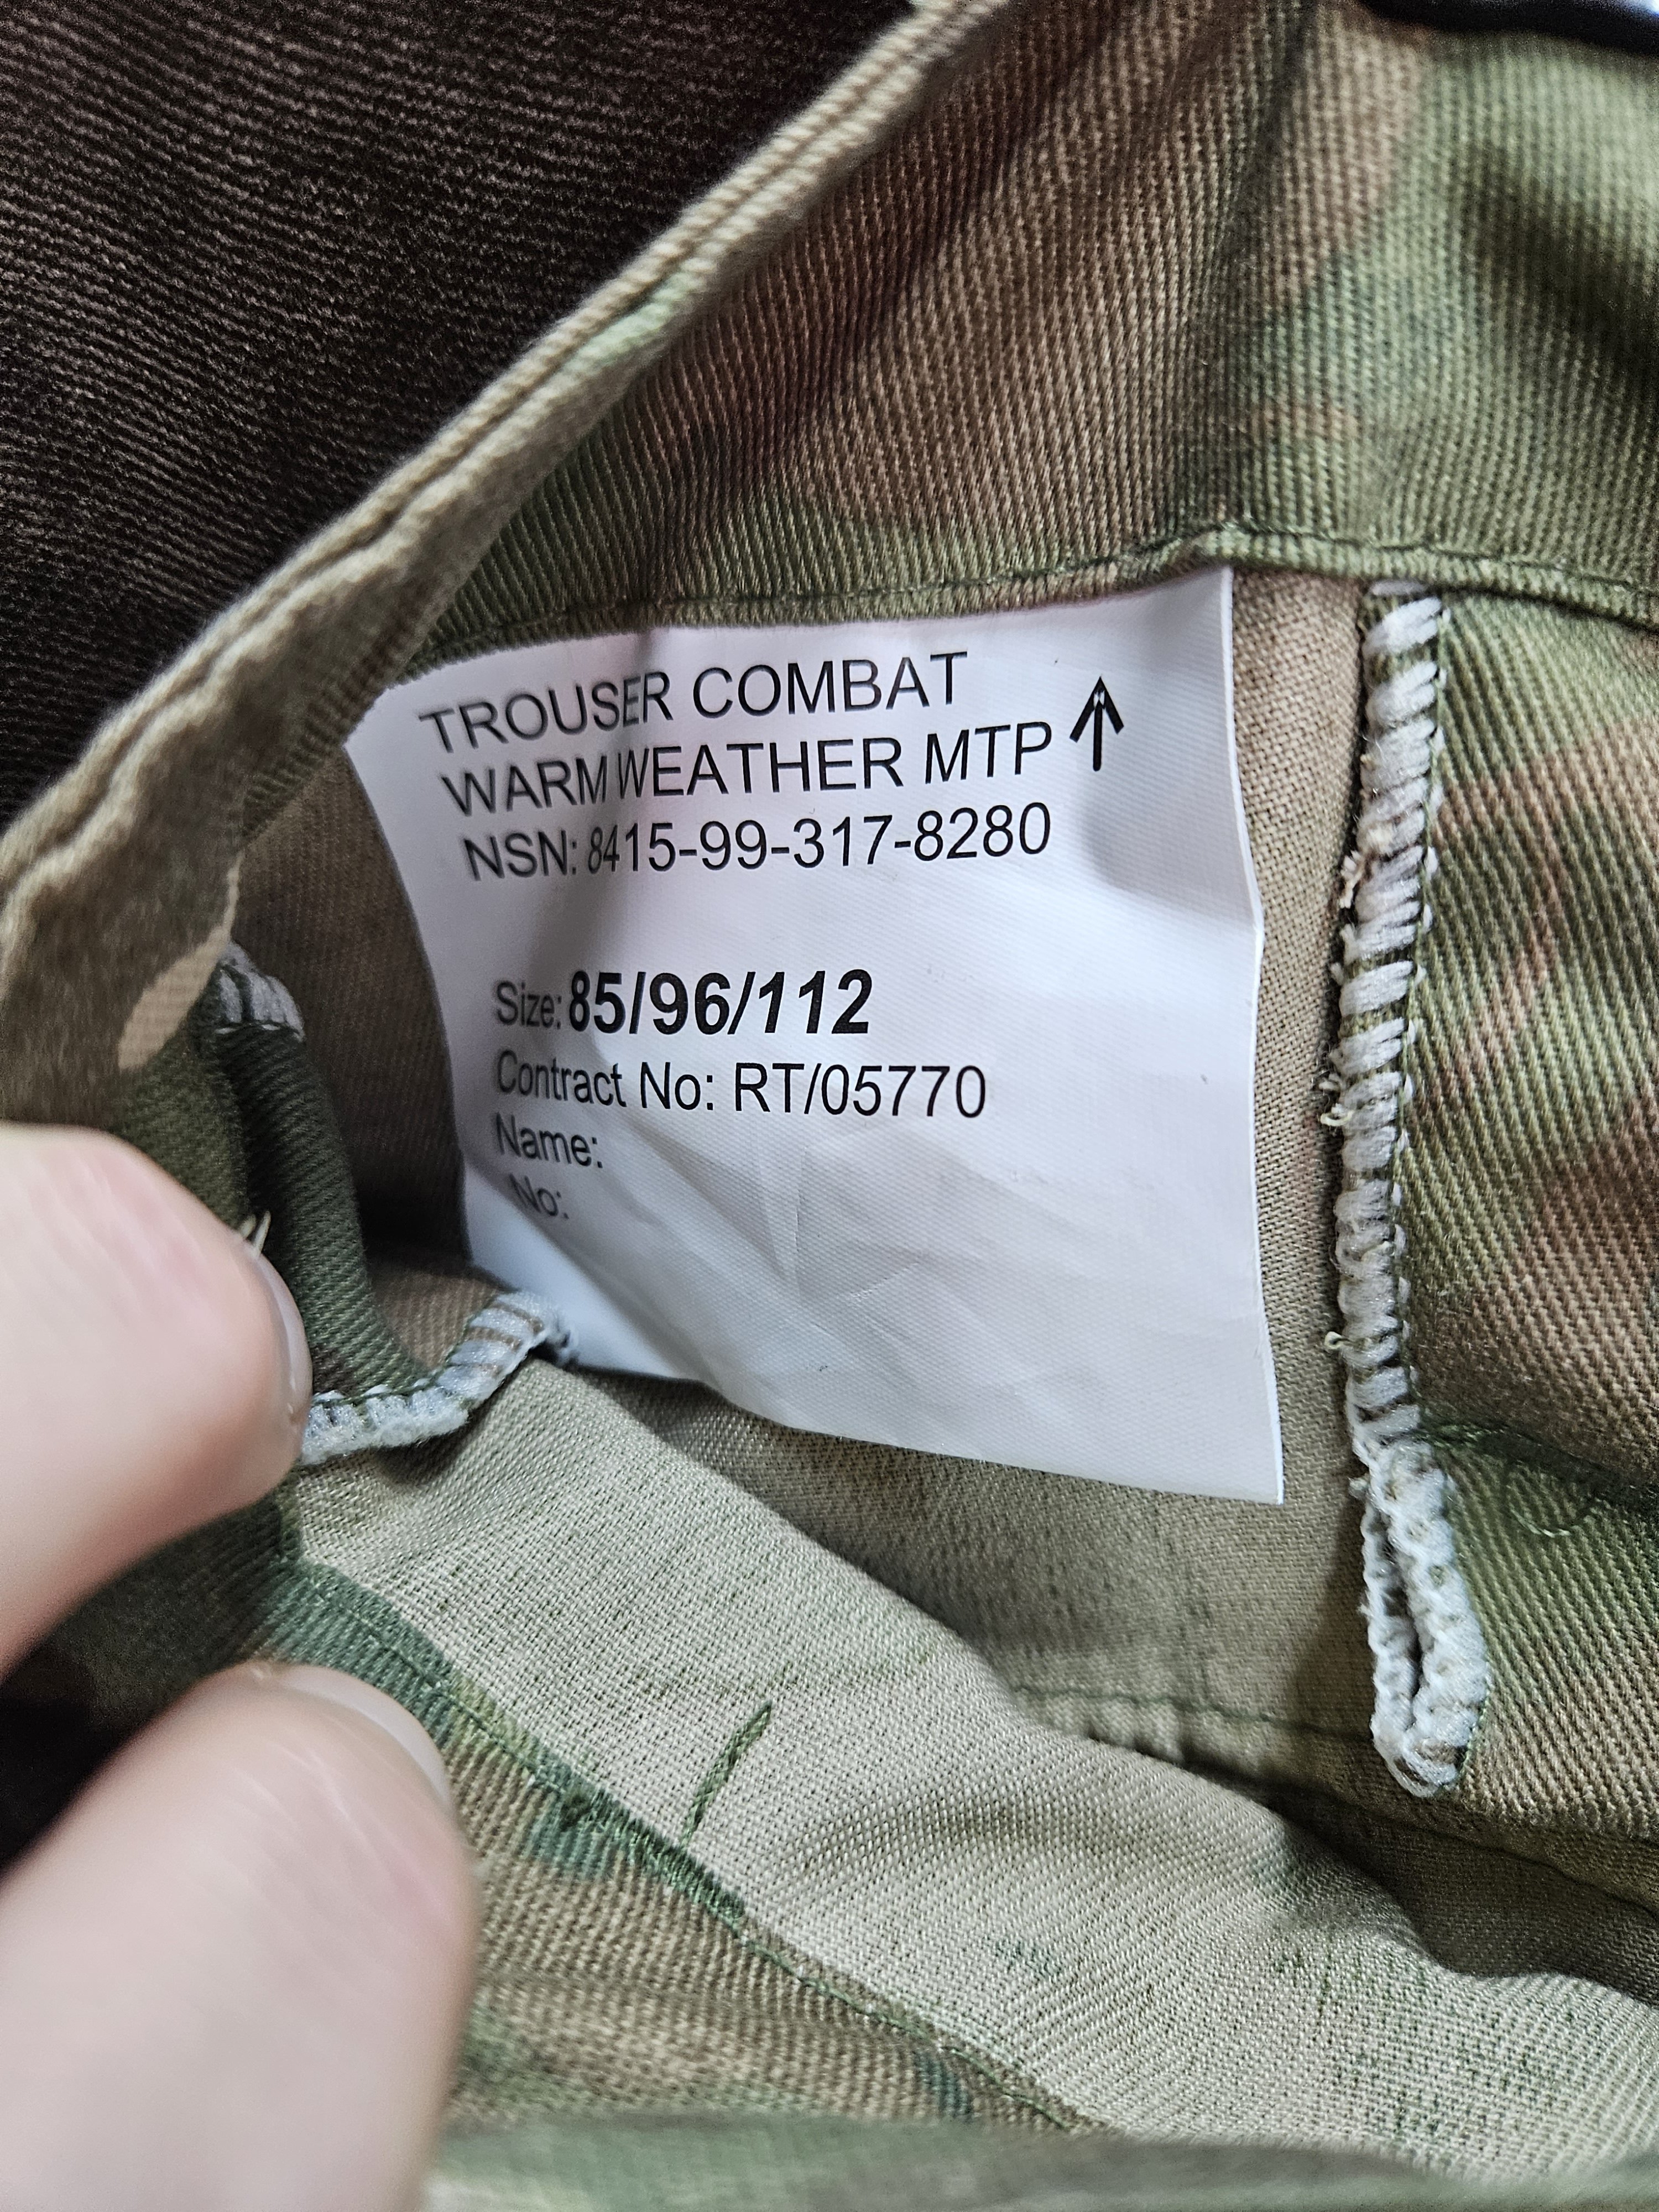 TROUSER COMBAT
WARM WEATHER MTP
NSN: 8415-99-317-8280
Size: 85/96/112
Contract No: RT/05770
Name:
No: